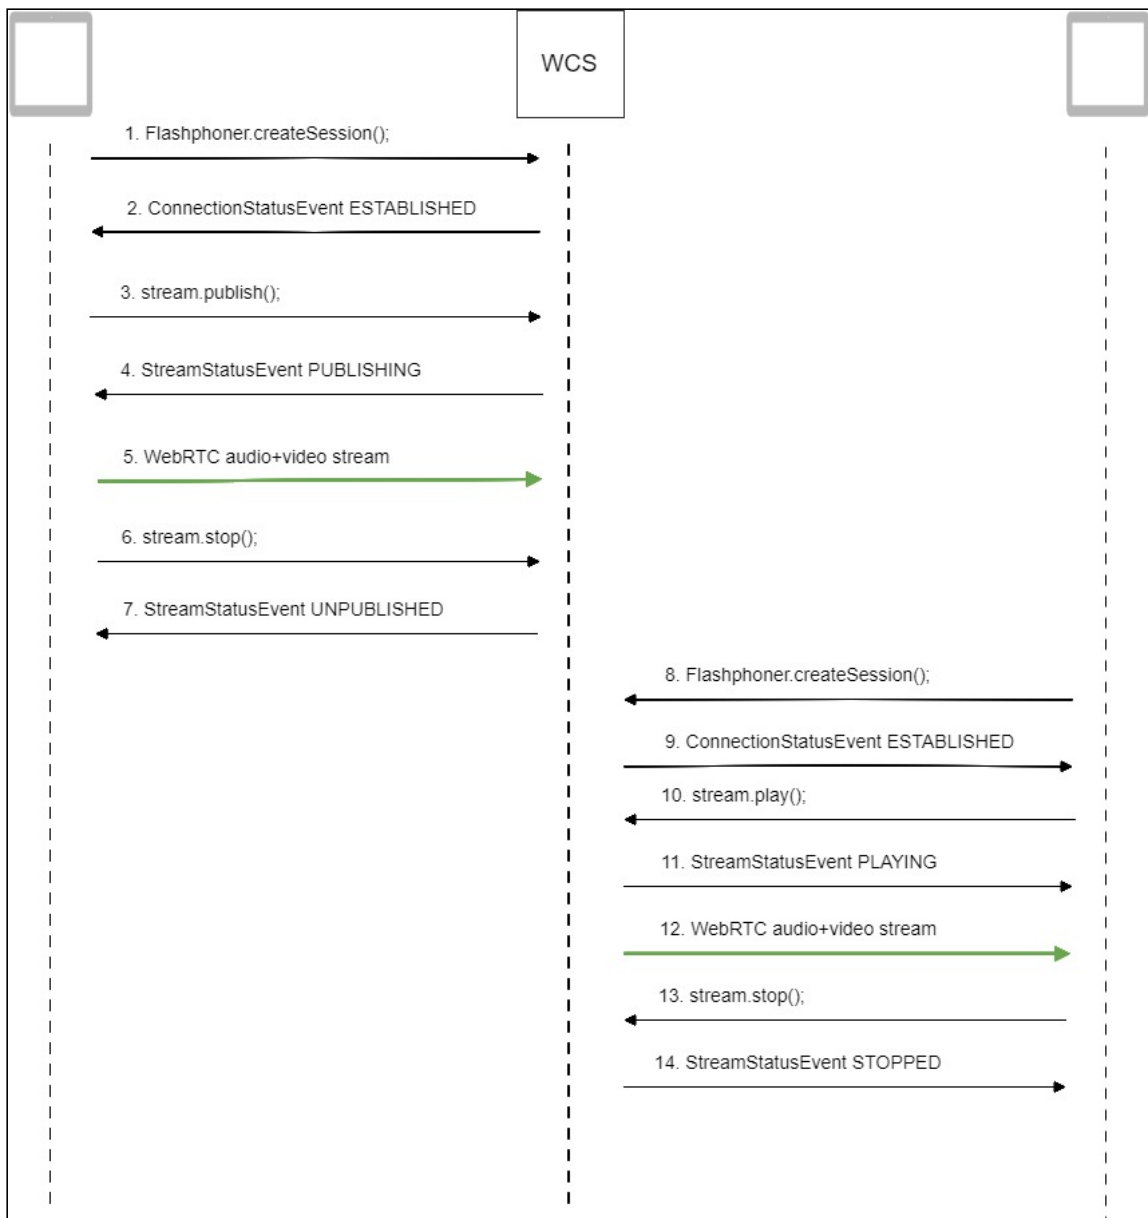 WCS
1. Flashphoner.createSession();
2. ConnectionStatusEvent ESTABLISHED
3. stream.publish();
4. StreamStatusEvent PUBLISHING
5. WebRTC audio+video stream
6. stream.stop();
7. StreamStatusEvent UNPUBLISHED
8. Flashphoner.createSession();
9. ConnectionStatusEvent ESTABLISHED
10. stream.play();
11. StreamStatusEvent PLAYING
12. WebRTC audio+video stream
13. stream.stop();
14. StreamStatusEvent STOPPED